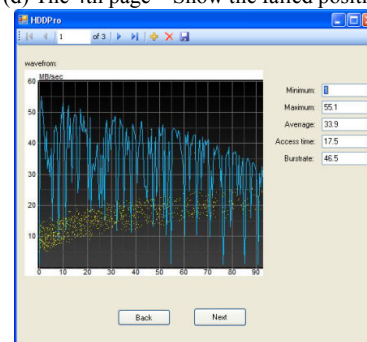 (d) The 4th page – Show the failed positi
HDDPro
1 of 3
wavefrom:
MB/sec
60
50
40
30
20
10
0 10 20 30 40 50 60 70 80 90
Minimum:
Maximum: 55.1
Average: 33.9
Access time: 17.5
Burstrate: 46.5
Back Next